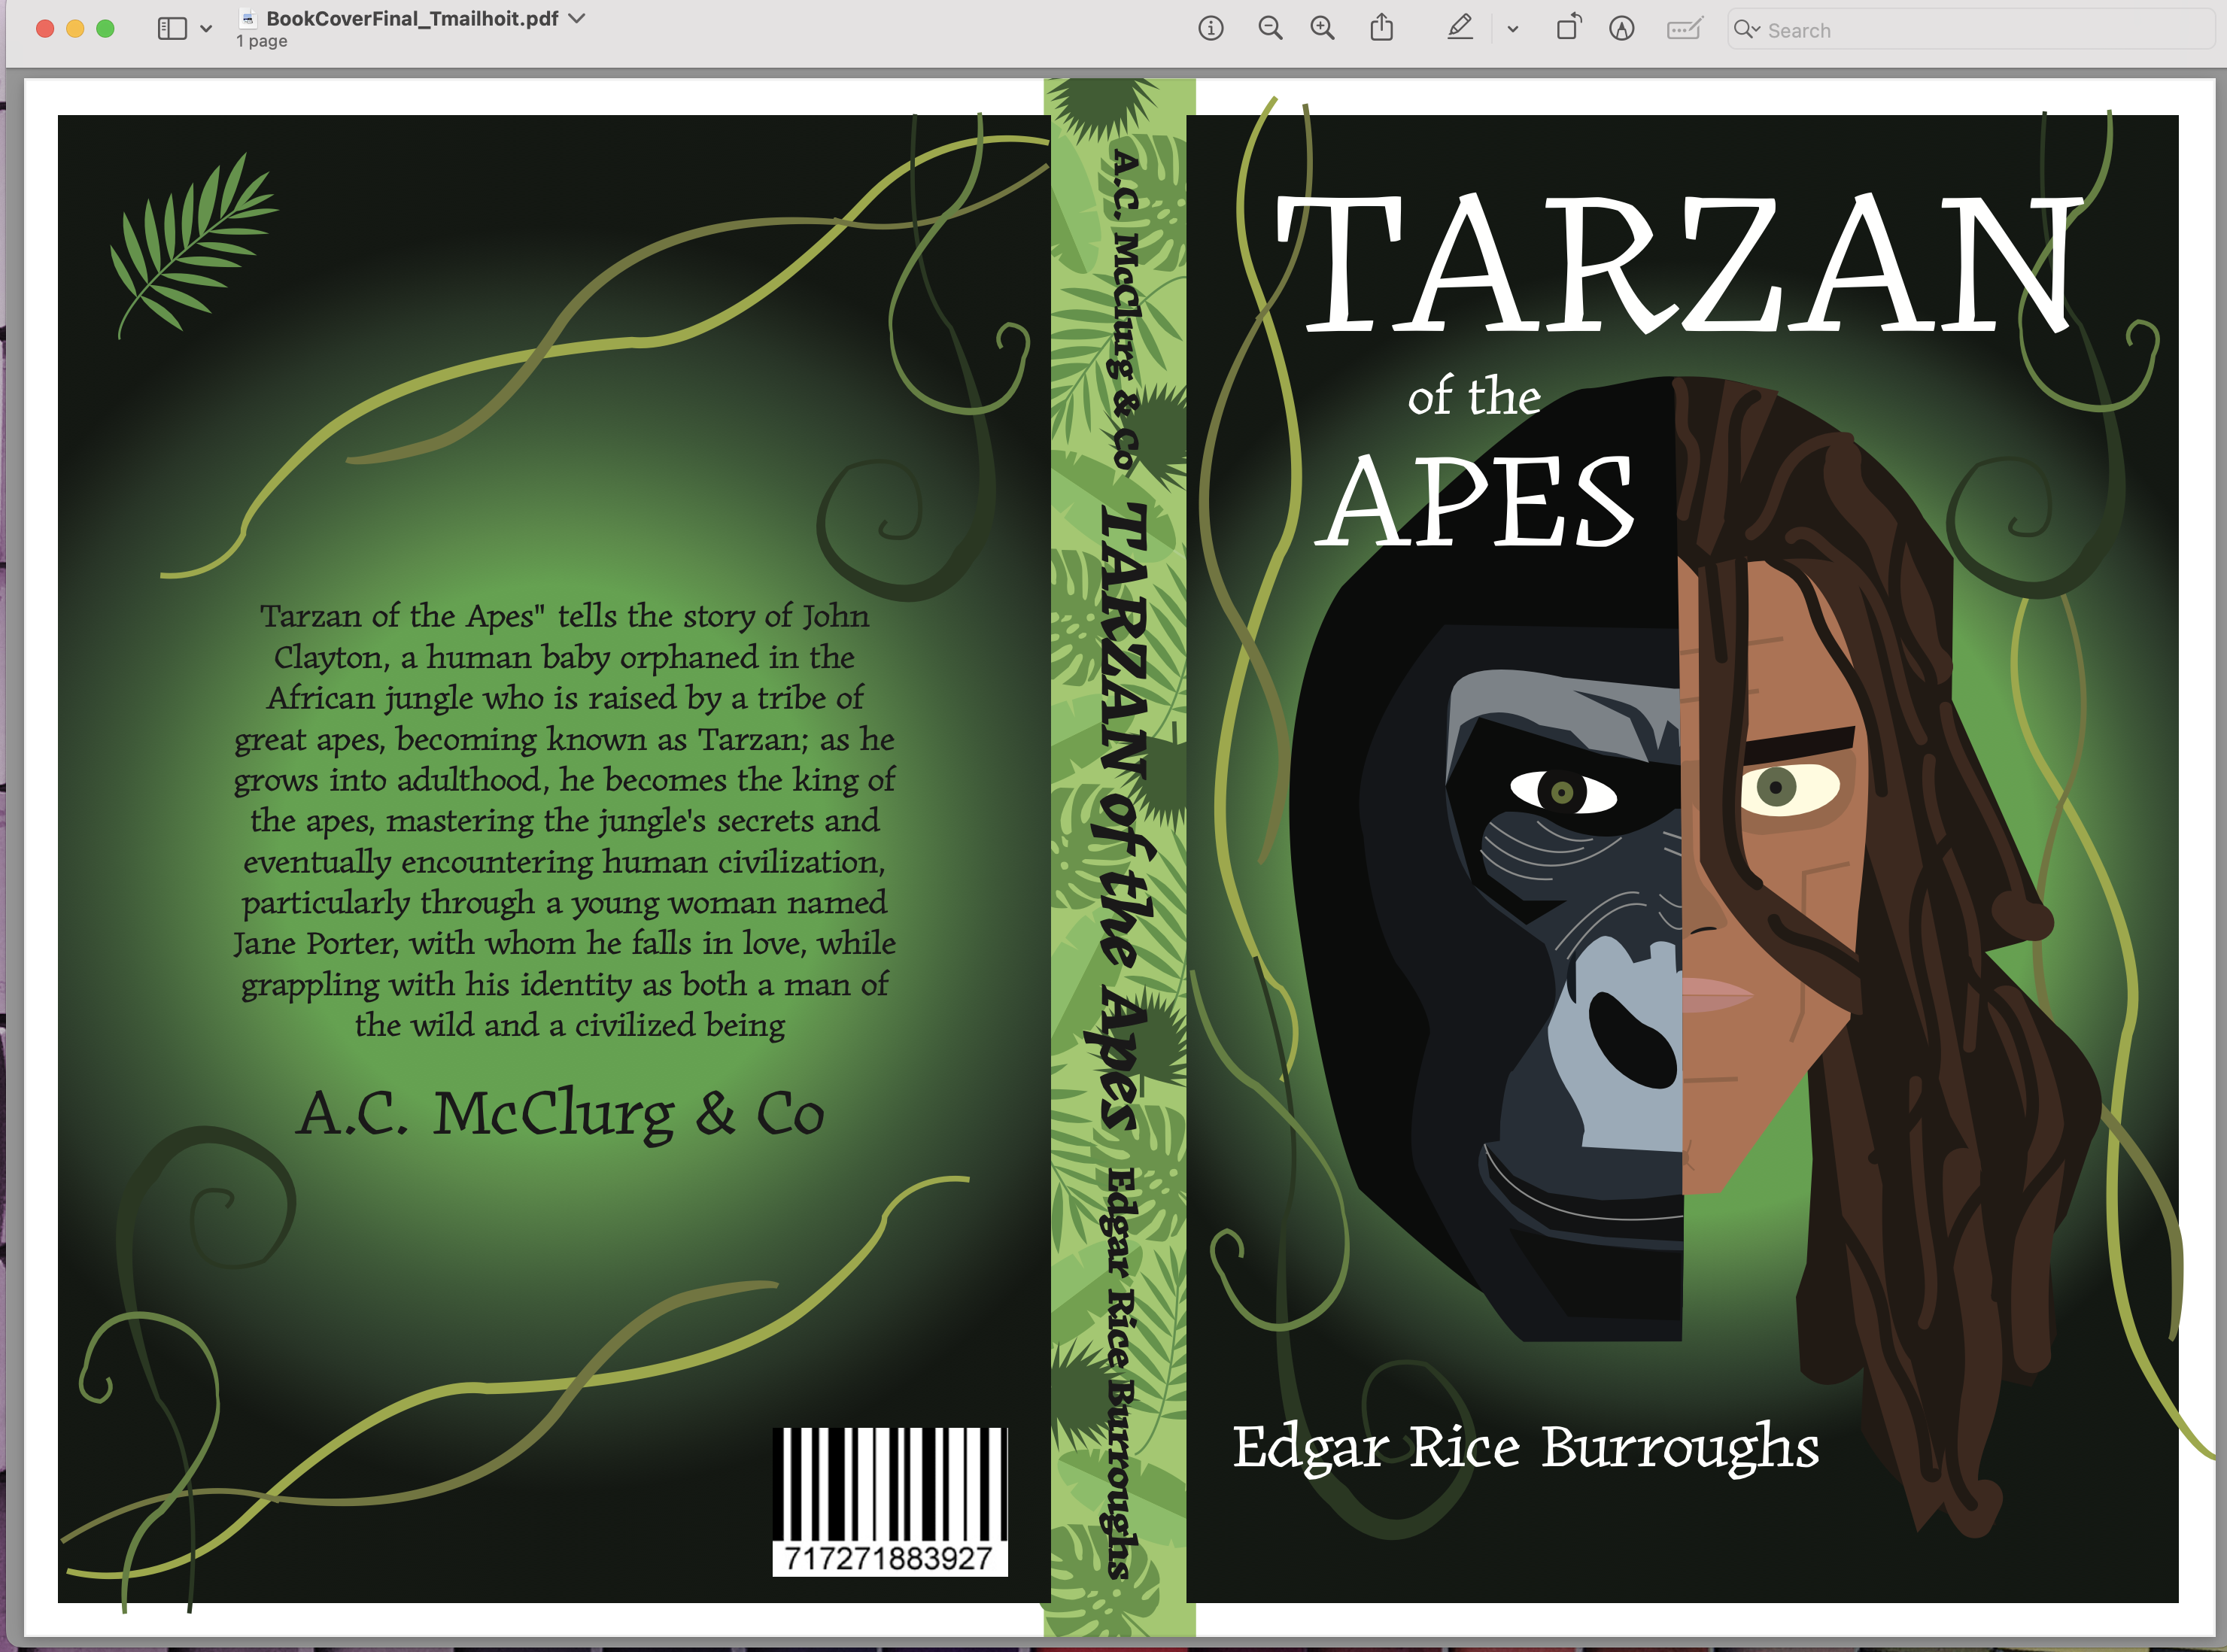 BookCoverFinal_Tmailhoit.pdf
1 page
Search
Tarzan of the Apes" tells the story of John
Clayton, a human baby orphaned in the
African jungle who is raised by a tribe of
great apes, becoming known as Tarzan; as he
grows into adulthood, he becomes the king of
the apes, mastering the jungle's secrets and
eventually encountering human civilization,
particularly through a young woman named
Jane Porter, with whom he falls in love, while
grappling with his identity as both a man of
the wild and a civilized being
A.C. McClurg & Co
717271883927
A.C. McClurg & Co TARZAN of the Apes Edgar Rice Burroughs
TARZAN
of the
APES
Edgar Rice Burroughs